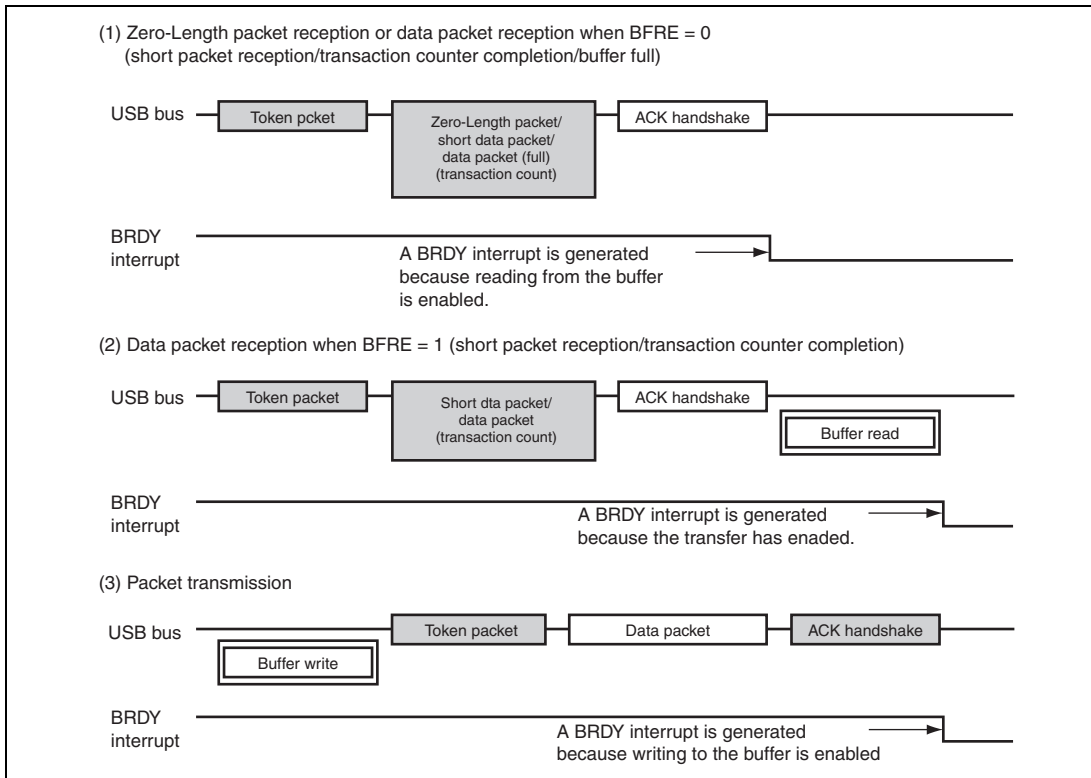 (1) Zero-Length packet reception or data packet reception when BFRE = 0
(short packet reception/transaction counter completion/buffer full)
USB bus
Token pcket
Zero-Length packet/
short data packet/
data packet (full)
(transaction count)
ACK handshake
BRDY
interrupt
A BRDY interrupt is generated
because reading from the buffer
is enabled.
(2) Data packet reception when BFRE = 1 (short packet reception/transaction counter completion)
USB bus
Token packet
Short dta packet/
data packet
(transaction count)
ACK handshake
Buffer read
BRDY
interrupt
A BRDY interrupt is generated
because the transfer has enaded.
(3) Packet transmission
USB bus
Token packet
Data packet
ACK handshake
Buffer write
BRDY
interrupt
A BRDY interrupt is generated
because writing to the buffer is enabled